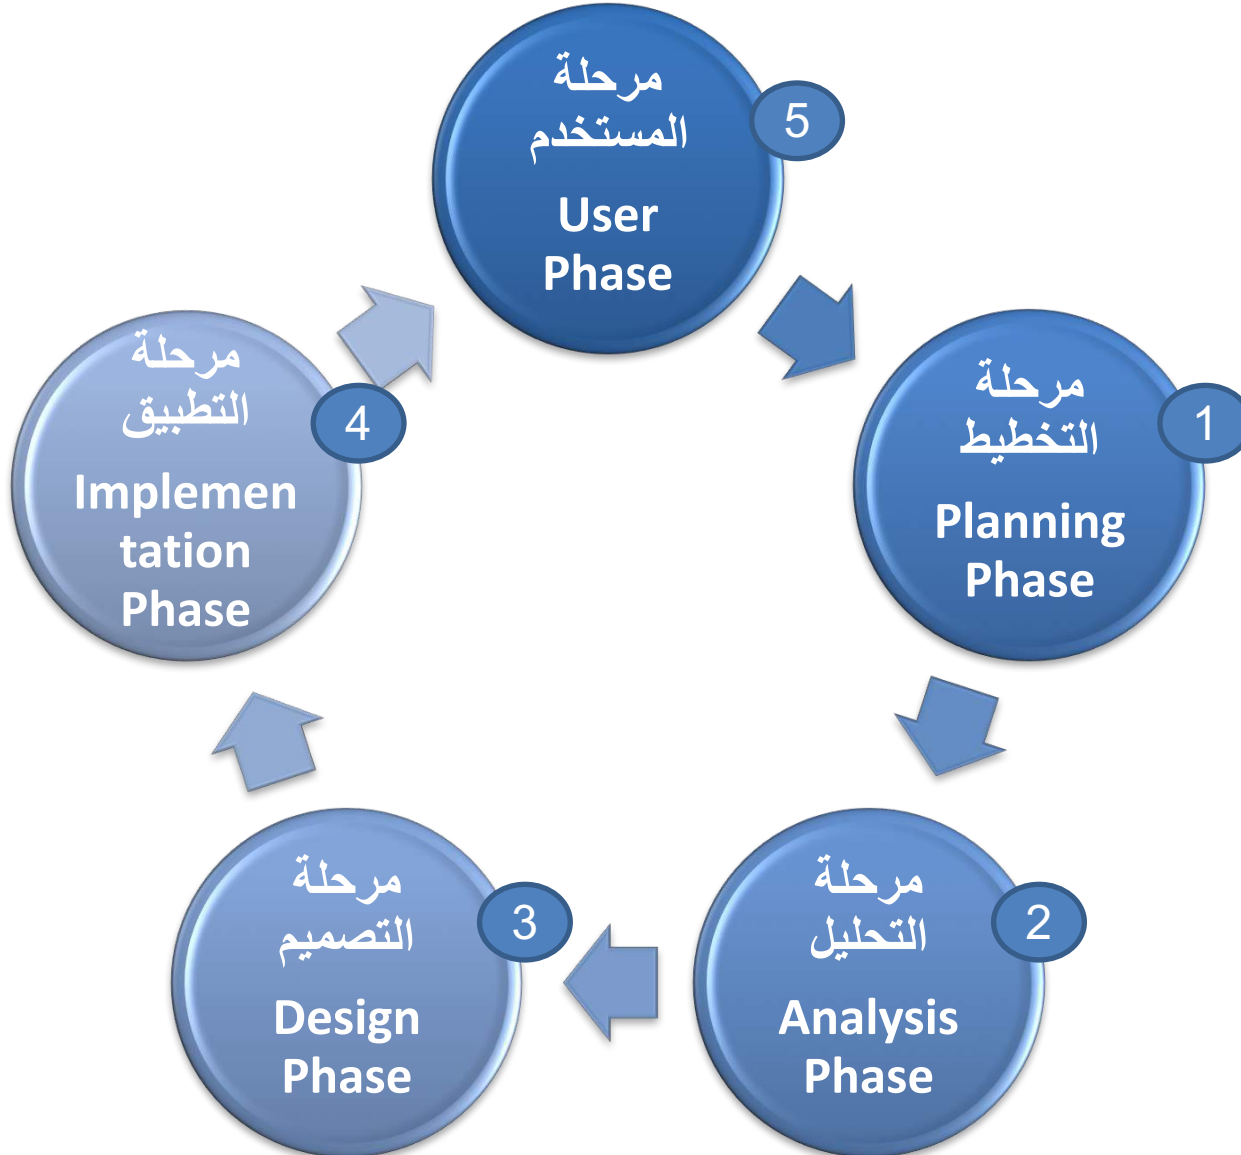 مرحلة
المستخدم
User
Phase
5
مرحلة
التخطيط
Planning
Phase
1
مرحلة
التحليل
Analysis
Phase
2
مرحلة
التصميم
Design
Phase
3
مرحلة
التطبيق
Implemen
tation
Phase
4